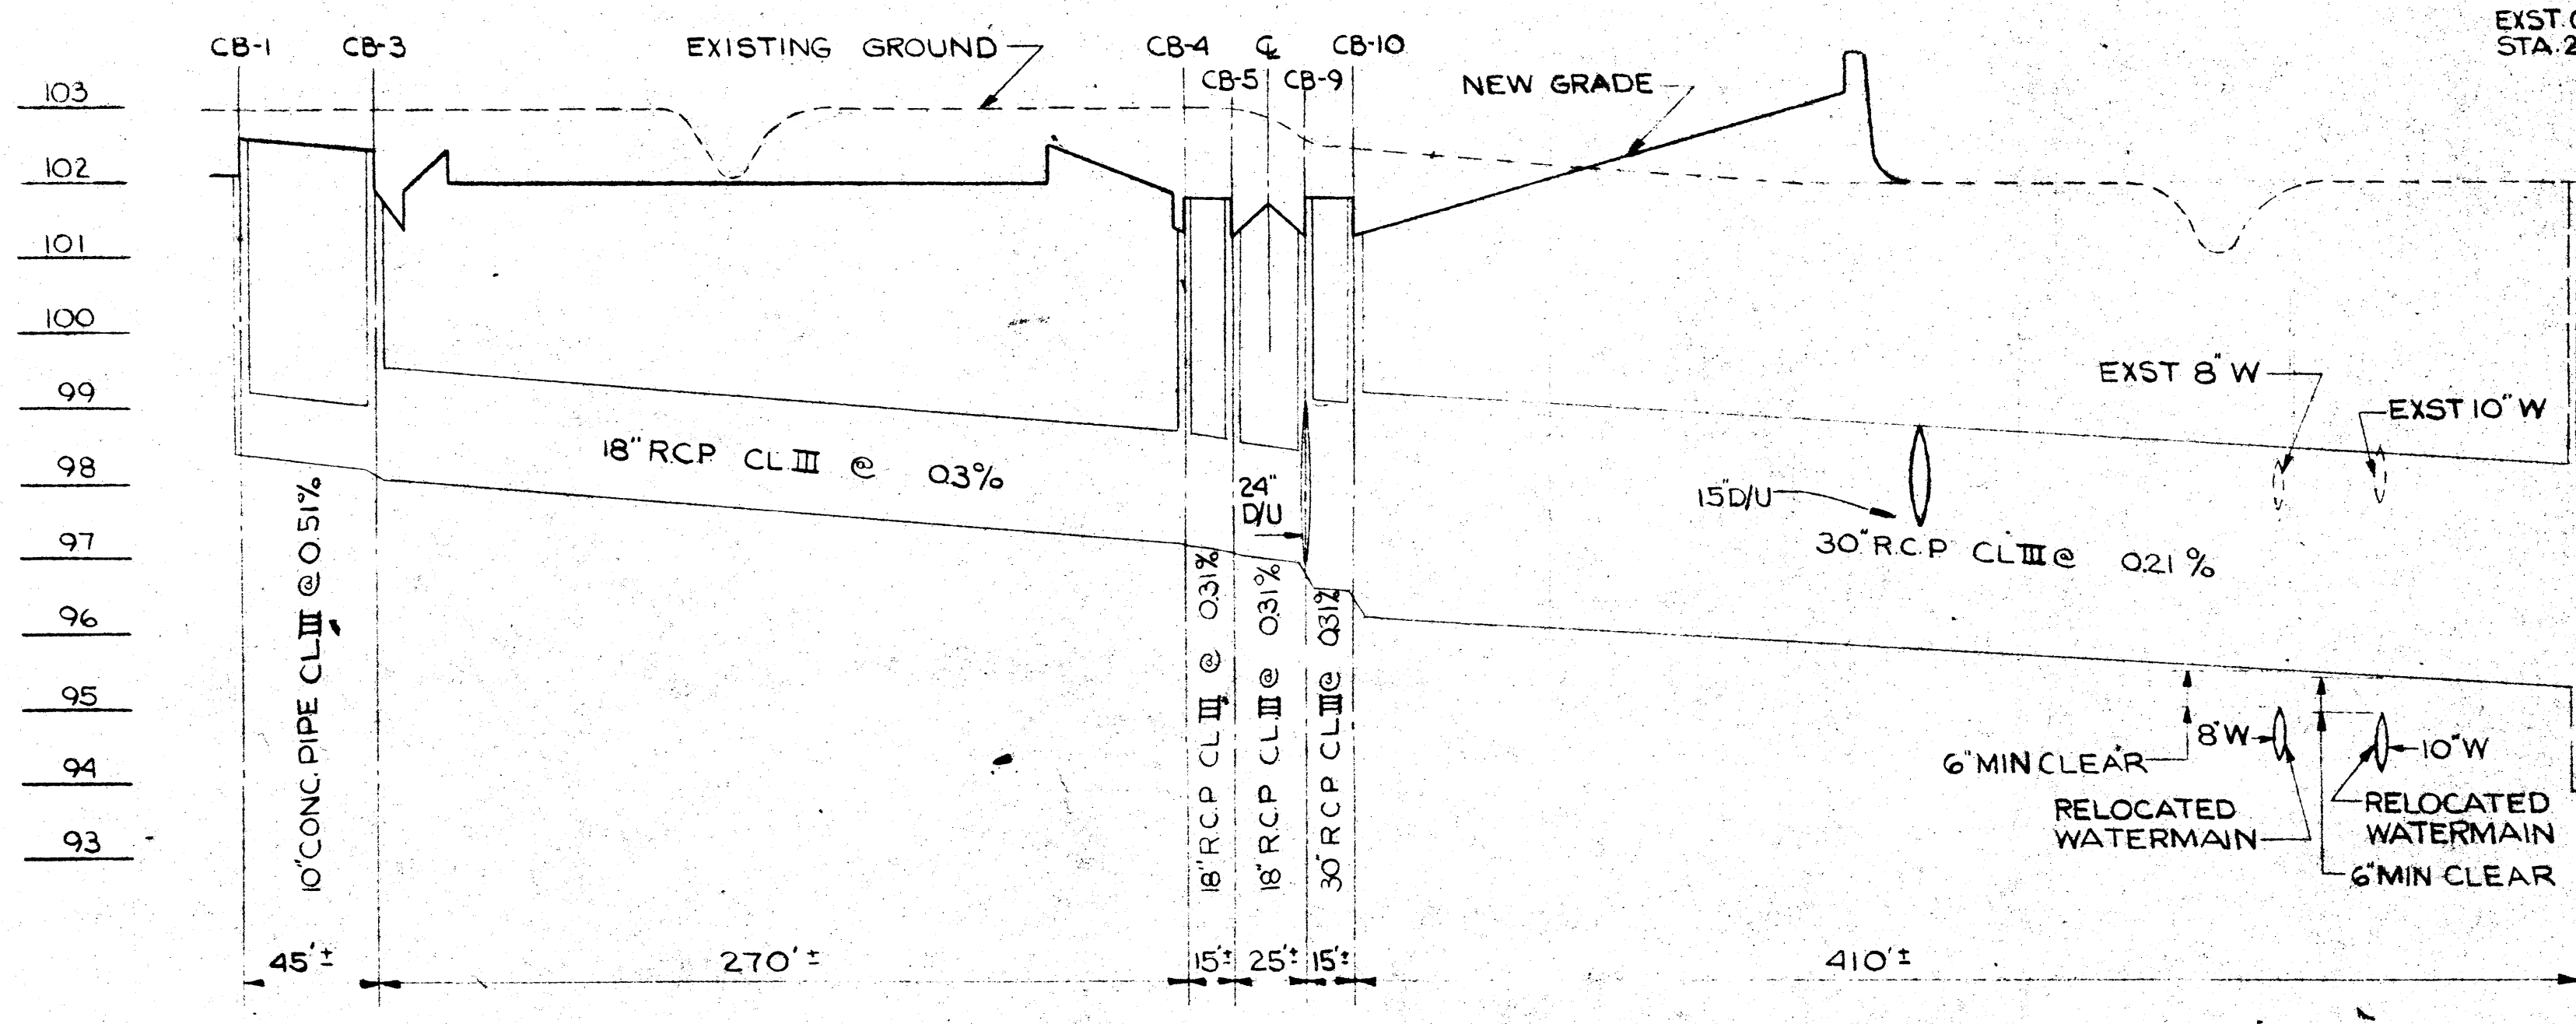 EXST.
STA. 2
CB-1
CB-3
EXISTING GROUND
CB-4
℄
CB-10
CB-5
CB-9
NEW GRADE
103
102
101
100
99
98
97
96
95
94
93
EXST 8" W
EXST 10" W
18" R.C.P. CL III @ 0.3%
24"
D/U
15" D/U
30" R.C.P CL III @ 0.21 %
10" CONC. PIPE CL III @ 0.51%
18" R.C.P CL III @ 0.31%
18" R.C.P CL III @ 0.31%
30" R.C.P CL III @ 0.31%
8" W
10" W
6" MIN CLEAR
RELOCATED
WATERMAIN
RELOCATED
WATERMAIN
6" MIN CLEAR
45'±
270'±
15'±
25'±
15'±
410'±